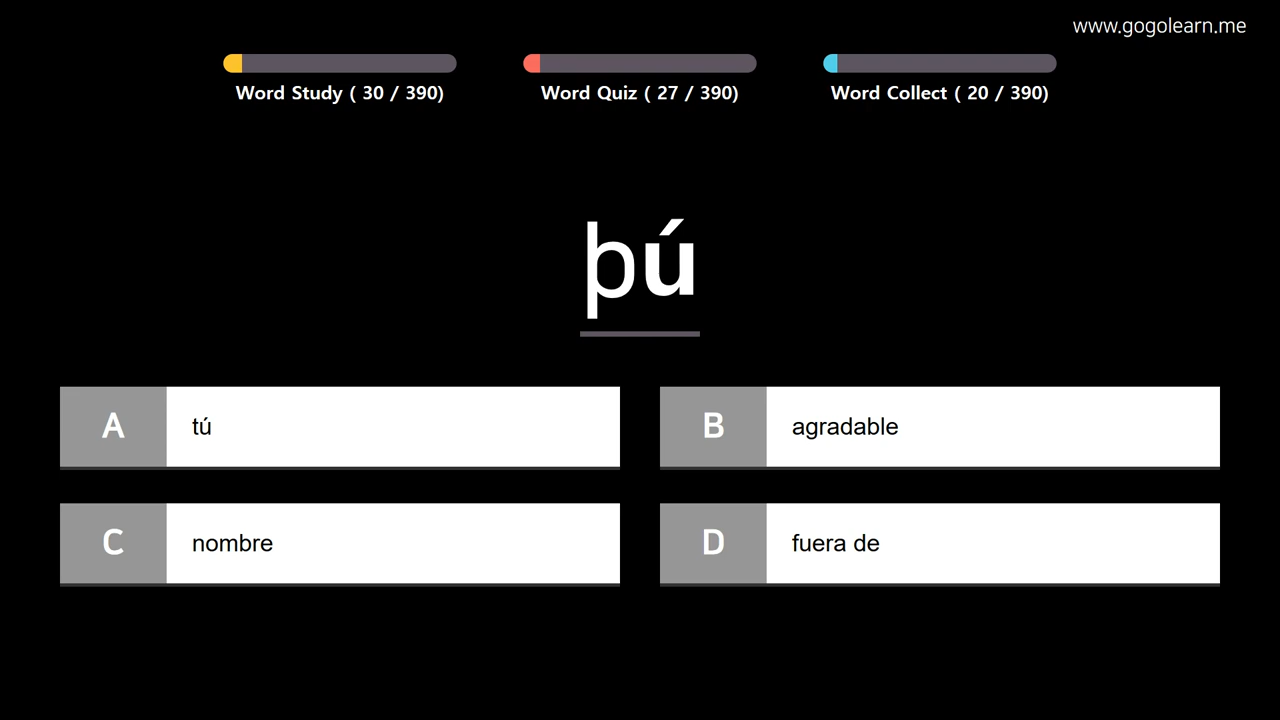 www.gogolearn.me
Word Study ( 30 / 390)
Word Quiz ( 27 / 390)
Word Collect ( 20 / 390)
þú
A tú
B agradable
C nombre
D fuera de